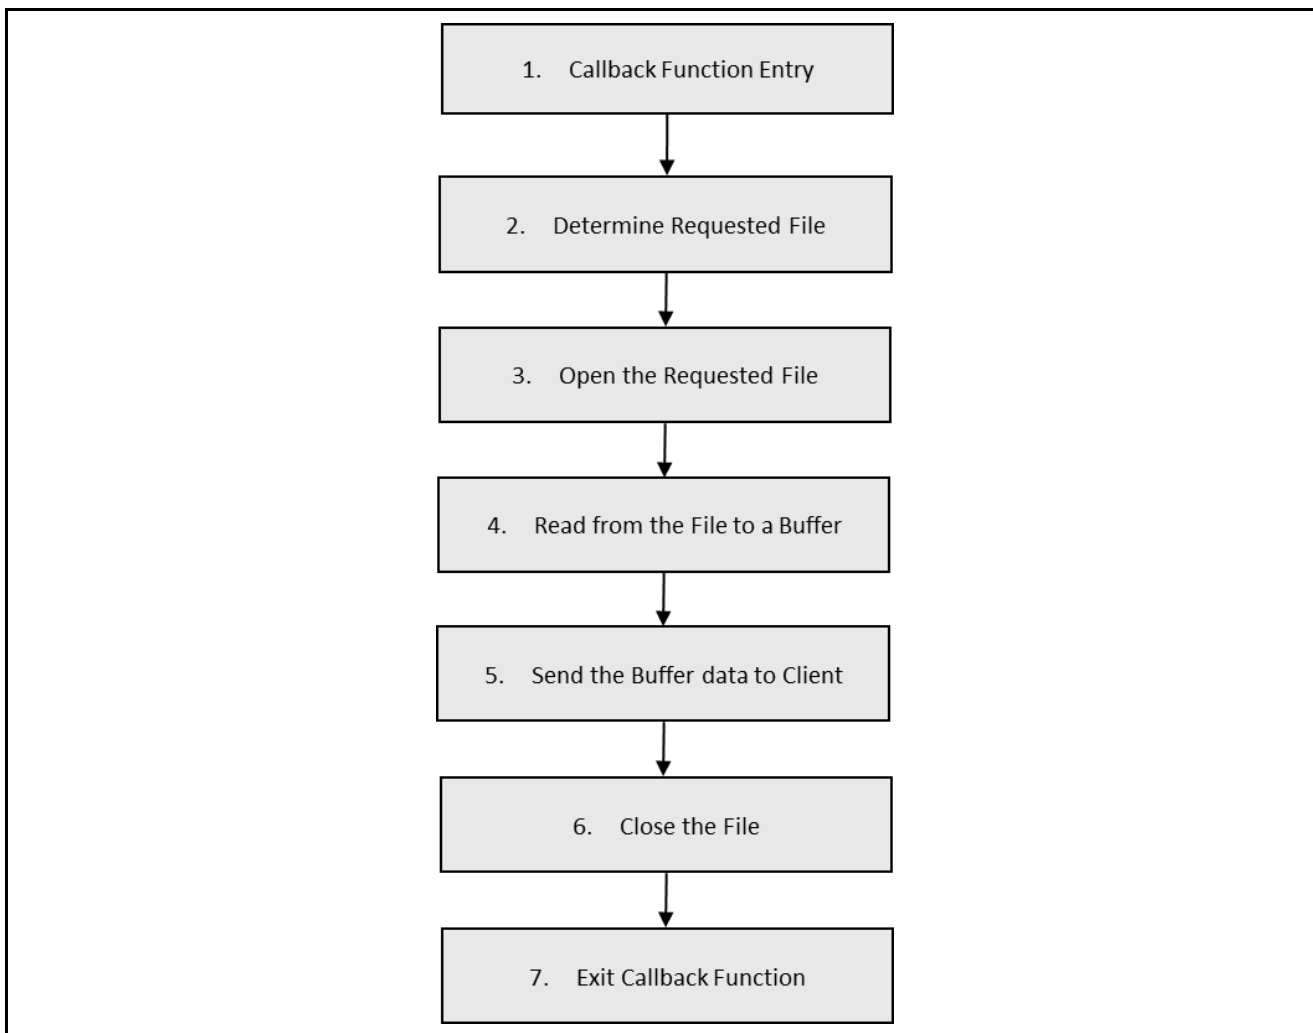 1. Callback Function Entry
2. Determine Requested File
3. Open the Requested File
4. Read from the File to a Buffer
5. Send the Buffer data to Client
6. Close the File
7. Exit Callback Function